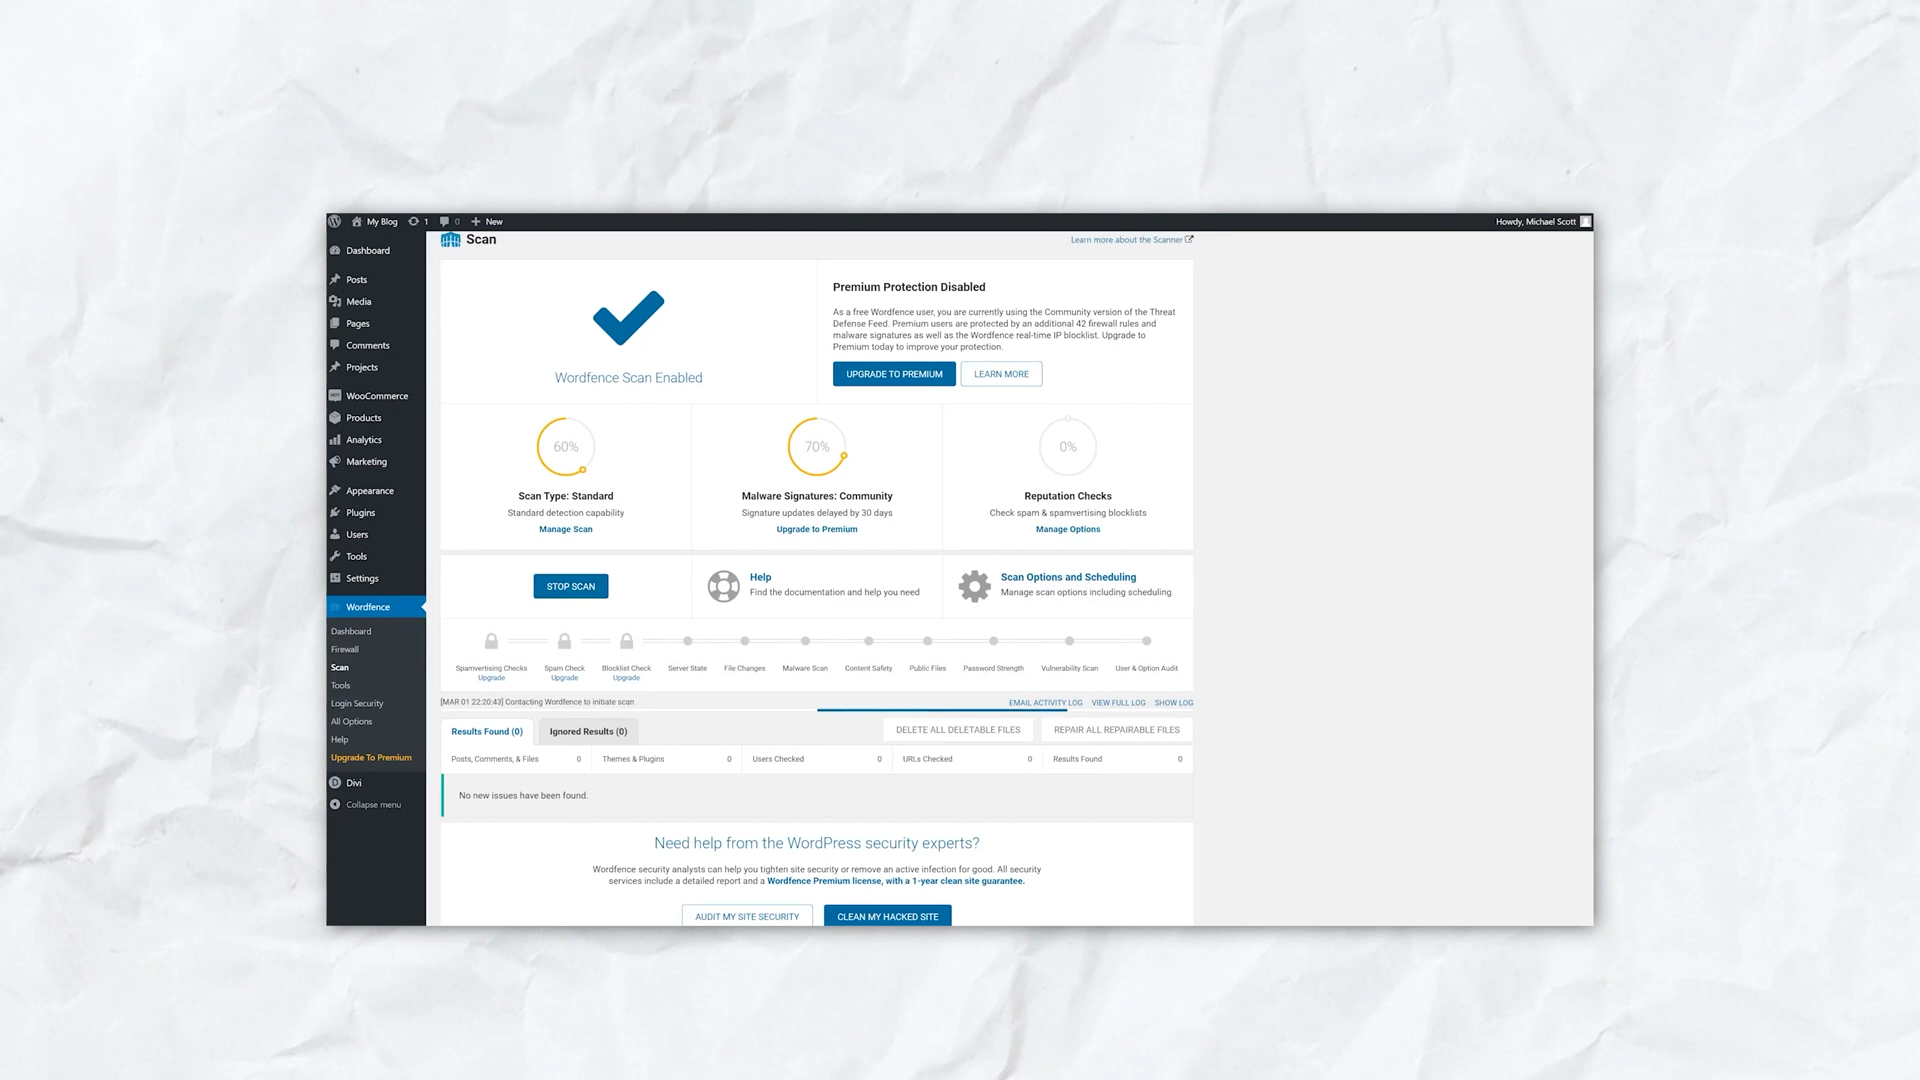 My Blog 1 0 New
Howdy, Michael Scott
Dashboard
Posts
Media
Pages
Comments
Projects
WooCommerce
Products
Analytics
Marketing
Appearance
Plugins
Users
Tools
Settings
Wordfence
Dashboard
Firewall
Scan
Tools
Login Security
All Options
Help
Upgrade To Premium
Divi
Collapse menu
Scan
Learn more about the Scanner
Wordfence Scan Enabled
Premium Protection Disabled
As a free Wordfence user, you are currently using the Community version of the Threat
Defense Feed. Premium users are protected by an additional 42 firewall rules and
malware signatures as well as the Wordfence real-time IP blocklist. Upgrade to
Premium today to improve your protection.
UPGRADE TO PREMIUM
LEARN MORE
60%
Scan Type: Standard
Standard detection capability
Manage Scan
70%
Malware Signatures: Community
Signature updates delayed by 30 days
Upgrade to Premium
0%
Reputation Checks
Check spam & spamvertising blocklists
Manage Options
STOP SCAN
Help
Find the documentation and help you need
Scan Options and Scheduling
Manage scan options including scheduling
Spamvertising Checks
Upgrade
Spam Check
Upgrade
Blocklist Check
Upgrade
Server State
File Changes
Malware Scan
Content Safety
Public Files
Password Strength
Vulnerability Scan
User & Option Audit
[MAR 01 22:20:43] Contacting Wordfence to initiate scan
EMAIL ACTIVITY LOG
VIEW FULL LOG
SHOW LOG
Results Found (0)
Ignored Results (0)
DELETE ALL DELETABLE FILES
REPAIR ALL REPAIRABLE FILES
Posts, Comments, & Files 0
Themes & Plugins 0
Users Checked 0
URLs Checked 0
Results Found 0
No new issues have been found.
Need help from the WordPress security experts?
Wordfence security analysts can help you tighten site security or remove an active infection for good. All security
services include a detailed report and a Wordfence Premium license, with a 1-year clean site guarantee.
AUDIT MY SITE SECURITY
CLEAN MY HACKED SITE